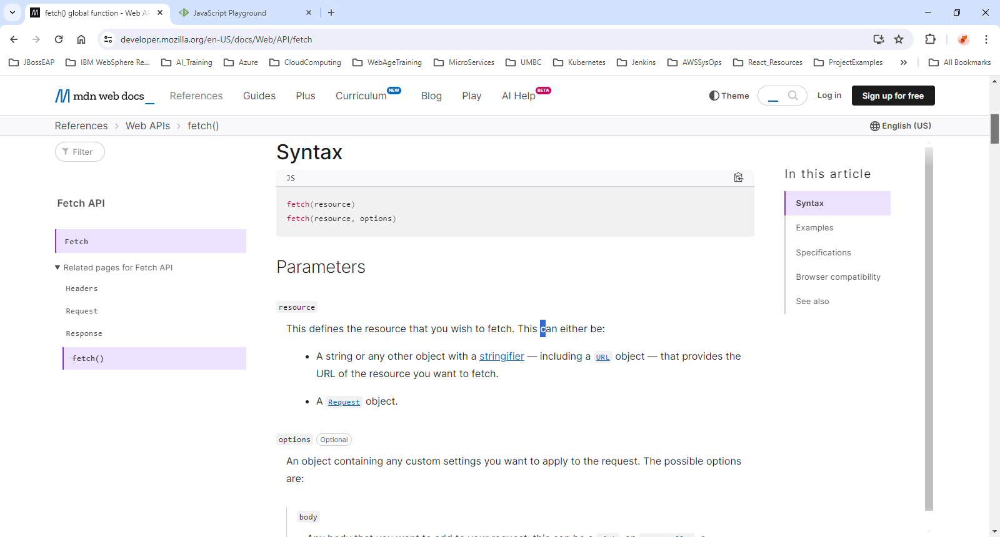 fetch() global function - Web A
JavaScript Playground
developer.mozilla.org/en-US/docs/Web/API/fetch
JBossEAP
IBM WebSphere Re...
AI_Training
Azure
CloudComputing
WebAgeTraining
MicroServices
UMBC
Kubernetes
Jenkins
AWSSysOps
React_Resources
ProjectExamples
All Bookmarks
mdn web docs_
References
Guides
Plus
Curriculum NEW
Blog
Play
AI Help BETA
Theme
Log in
Sign up for free
References > Web APIs > fetch()
English (US)
Filter
Fetch API
Fetch
▼ Related pages for Fetch API
Headers
Request
Response
fetch()
Syntax
JS
fetch(resource)
fetch(resource, options)
Parameters
resource
This defines the resource that you wish to fetch. This can either be:
• A string or any other object with a stringifier — including a URL object — that provides the
URL of the resource you want to fetch.
• A Request object.
options Optional
An object containing any custom settings you want to apply to the request. The possible options
are:
body
In this article
Syntax
Examples
Specifications
Browser compatibility
See also